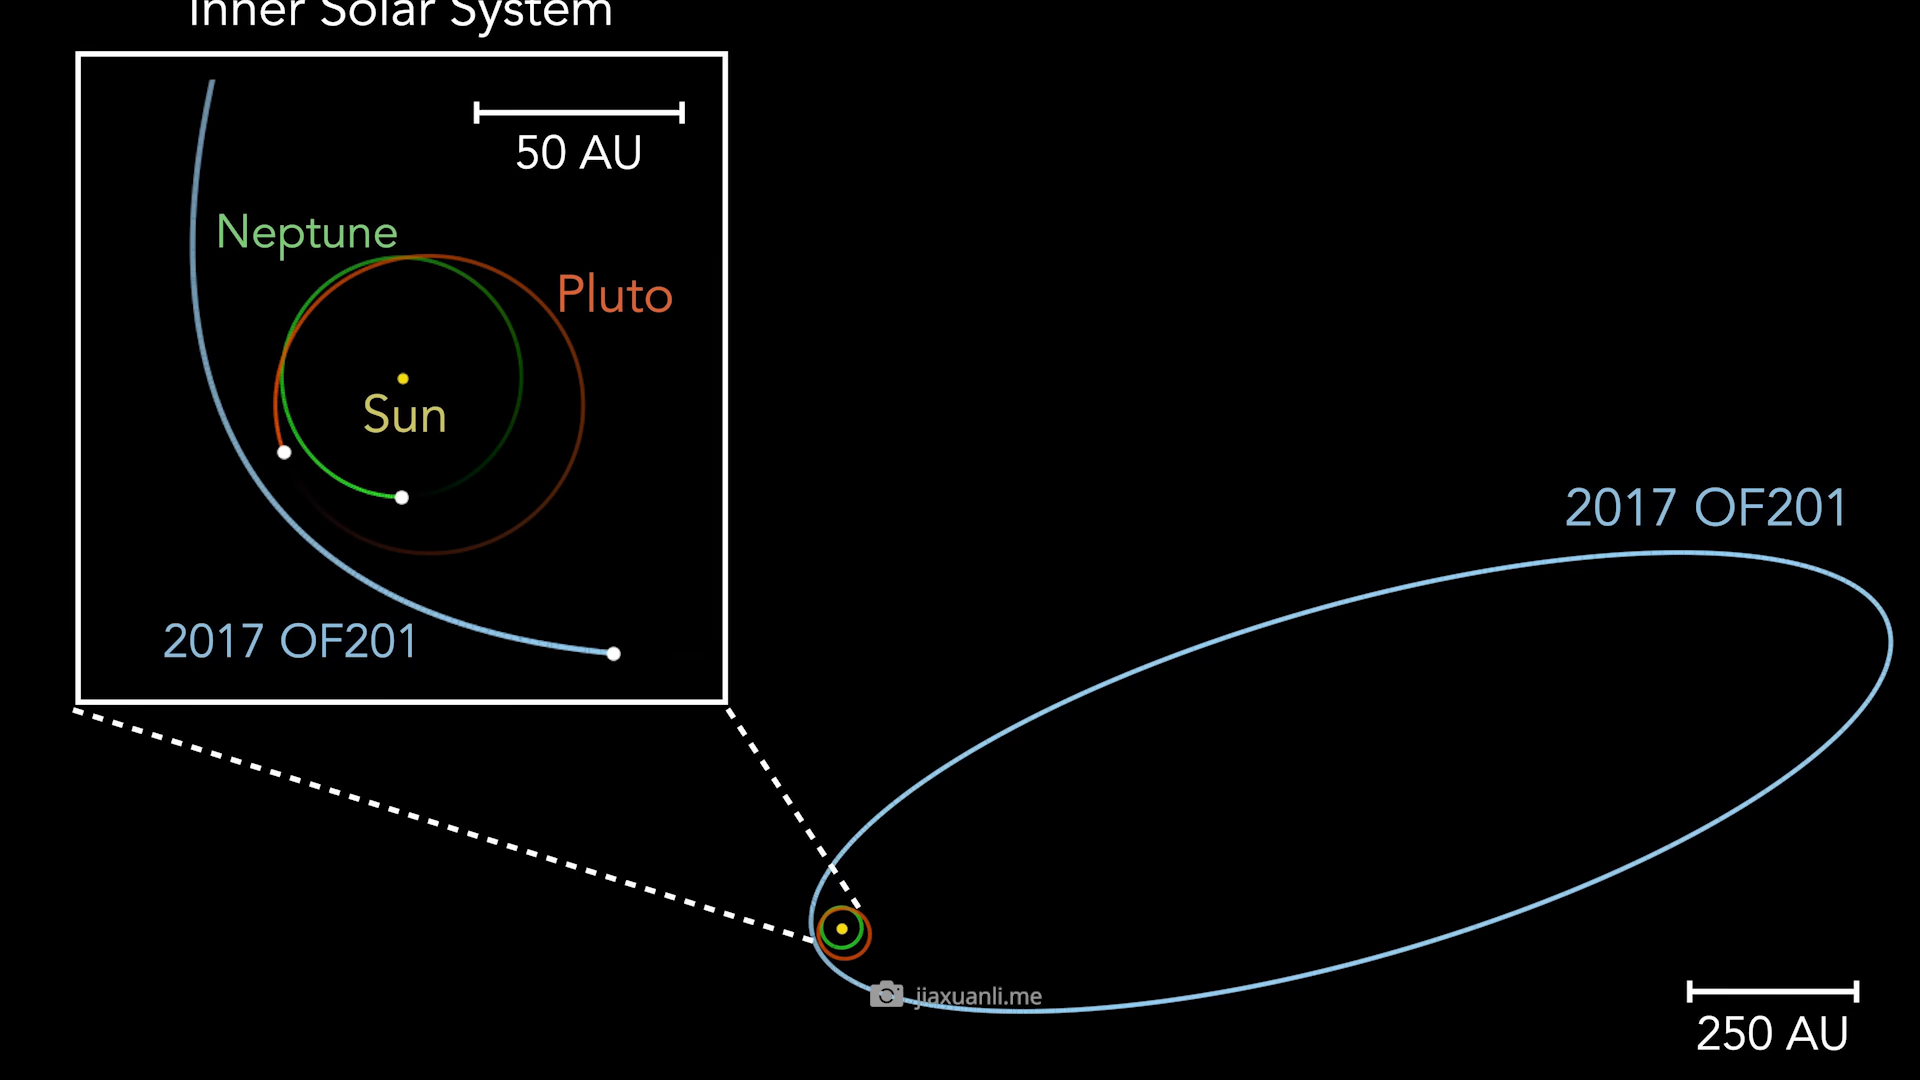 Inner Solar System
50 AU
Neptune
Pluto
Sun
2017 OF201
2017 OF201
jiaxuanli.me
250 AU